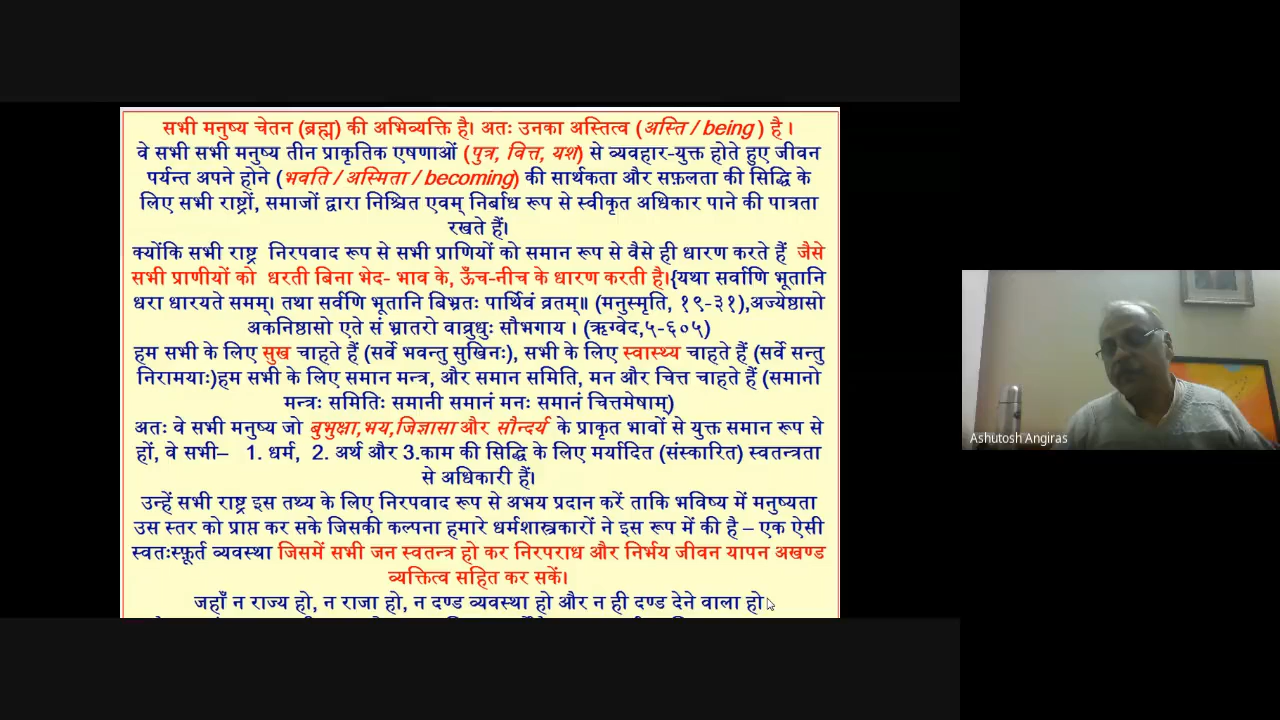 सभी मनुष्य चेतन (ब्रह्म) की अभिव्यक्ति है। अतः उनका अस्तित्व (अस्ति / being ) है ।
वे सभी सभी मनुष्य तीन प्राकृतिक एषणाओं (पुत्र, वित्त, यश) से व्यवहार-युक्त होते हुए जीवन
पर्यन्त अपने होने (भवति / अस्मिता / becoming) की सार्थकता और सफ़लता की सिद्धि के
लिए सभी राष्ट्रों, समाजों द्वारा निश्चित एवम् निर्बाध रूप से स्वीकृत अधिकार पाने की पात्रता
रखते हैं।
क्योंकि सभी राष्ट्र निरपवाद रूप से सभी प्राणियों को समान रूप से वैसे ही धारण करते हैं जैसे
सभी प्राणीयों को धरती बिना भेद- भाव के, ऊँच-नीच के धारण करती है।{यथा सर्वाणि भूतानि
धरा धारयते समम्। तथा सर्वणि भूतानि बिभ्रतः पार्थिवं व्रतम्॥ (मनुस्मृति, १९-३१),अज्येष्ठासो
अकनिष्ठासो एते सं भ्रातरो वाव्रुधुः सौभगाय । (ऋग्वेद,५-६०५)
हम सभी के लिए सुख चाहते हैं (सर्वे भवन्तु सुखिनः), सभी के लिए स्वास्थ्य चाहते हैं (सर्वे सन्तु
निरामयाः)हम सभी के लिए समान मन्त्र, और समान समिति, मन और चित्त चाहते हैं (समानो
मन्त्रः समितिः समानी समानं मनः समानं चित्तमेषाम्)
अतः वे सभी मनुष्य जो बुभुक्षा,भय,जिज्ञासा और सौन्दर्य के प्राकृत भावों से युक्त समान रूप से
हों, वे सभी– 1. धर्म, 2. अर्थ और 3.काम की सिद्धि के लिए मर्यादित (संस्कारित) स्वतन्त्रता
से अधिकारी हैं।
उन्हें सभी राष्ट्र इस तथ्य के लिए निरपवाद रूप से अभय प्रदान करें ताकि भविष्य में मनुष्यता
उस स्तर को प्राप्त कर सके जिसकी कल्पना हमारे धर्मशास्त्रकारों ने इस रूप में की है – एक ऐसी
स्वतःस्फ़ूर्त व्यवस्था जिसमें सभी जन स्वतन्त्र हो कर निरपराध और निर्भय जीवन यापन अखण्ड
व्यक्तित्व सहित कर सकें।
जहाँ न राज्य हो, न राजा हो, न दण्ड व्यवस्था हो और न ही दण्ड देने वाला हो
Ashutosh Angiras